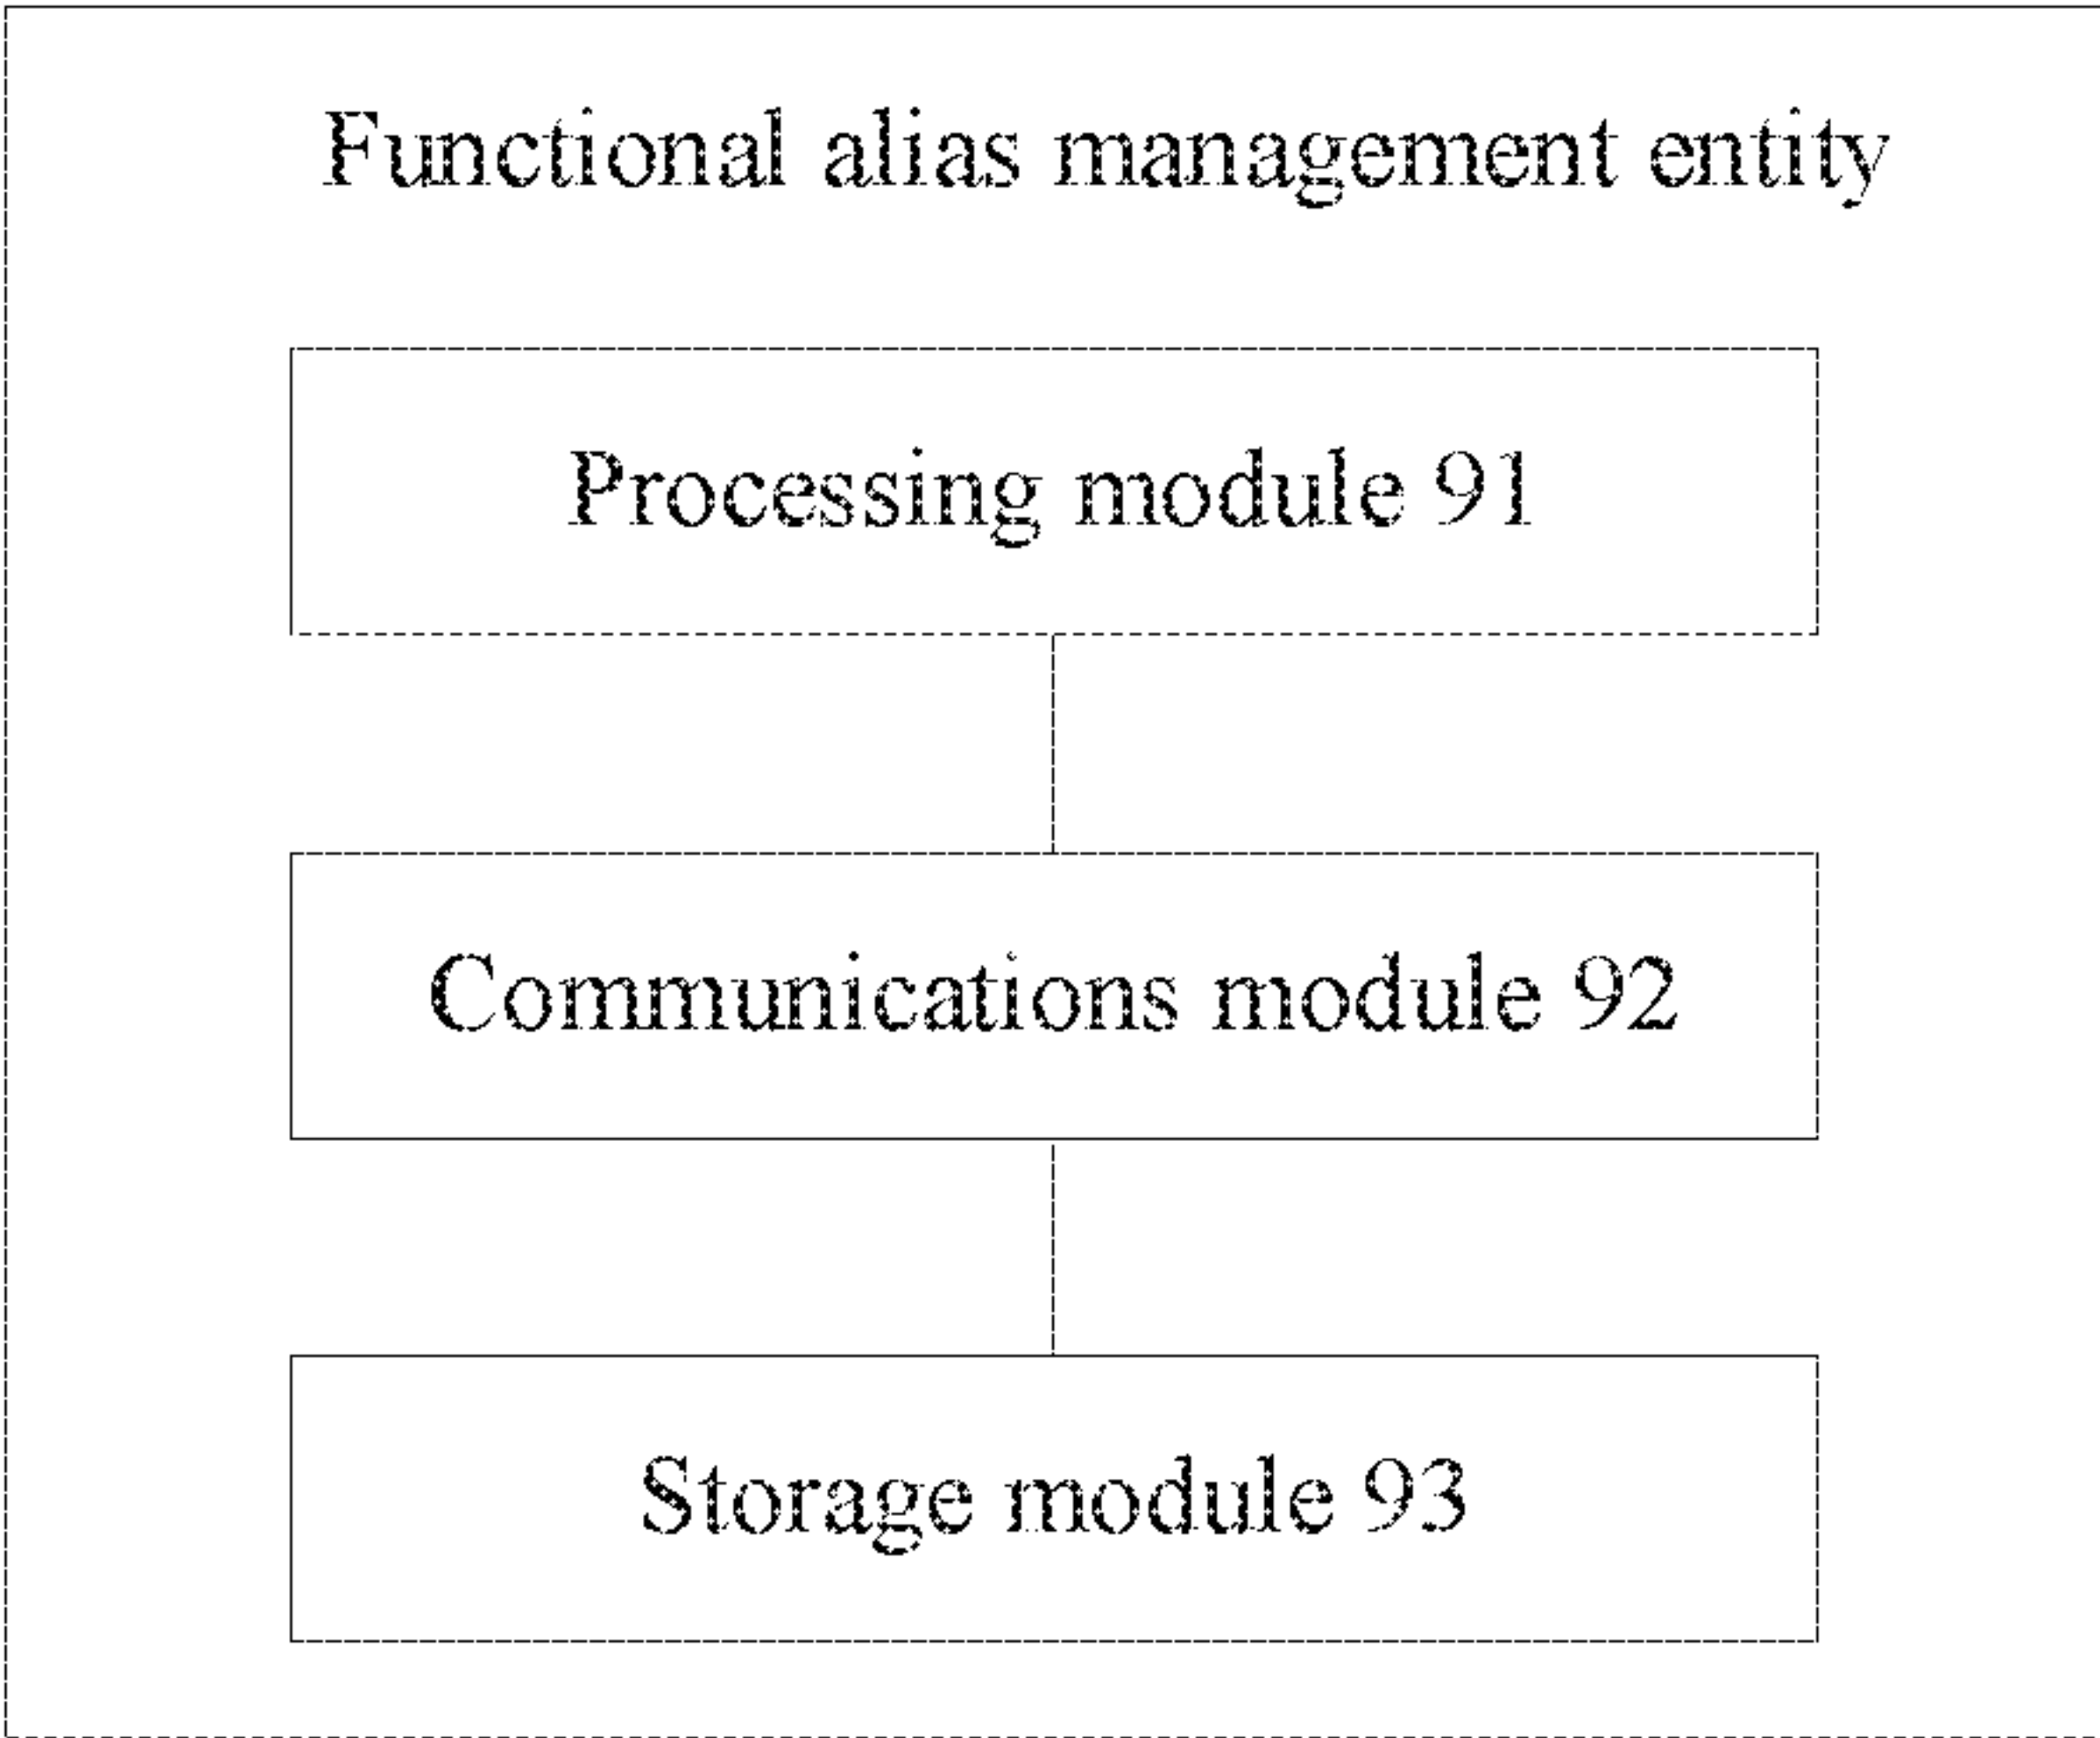 Functional alias management entity
Processing module 91
Communications module 92
Storage module 93